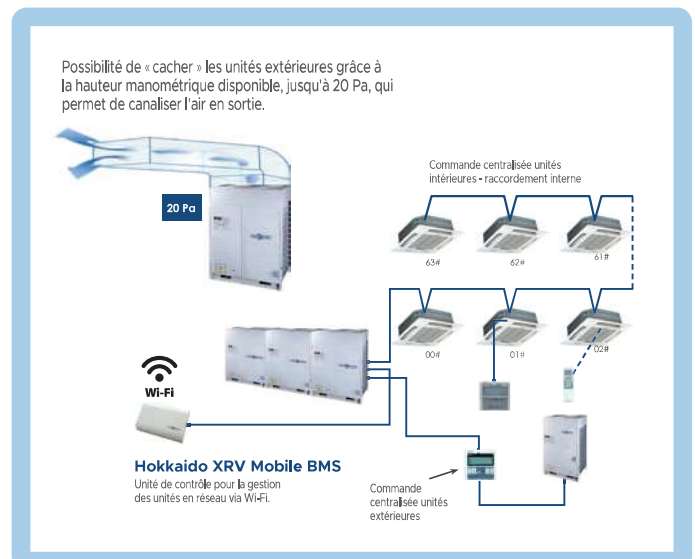 Possibilité de « cacher » les unités extérieures grâce à
la hauteur manométrique disponible, jusqu'à 20 Pa, qui
permet de canaliser l'air en sortie.
20 Pa
Commande centralisée unités
intérieures - raccordement interne
63#
62#
61#
00#
01#
02#
Wi-Fi
Hokkaido XRV Mobile BMS
Unité de contrôle pour la gestion
des unités en réseau via Wi-Fi.
Commande
centralisée unités
extérieures